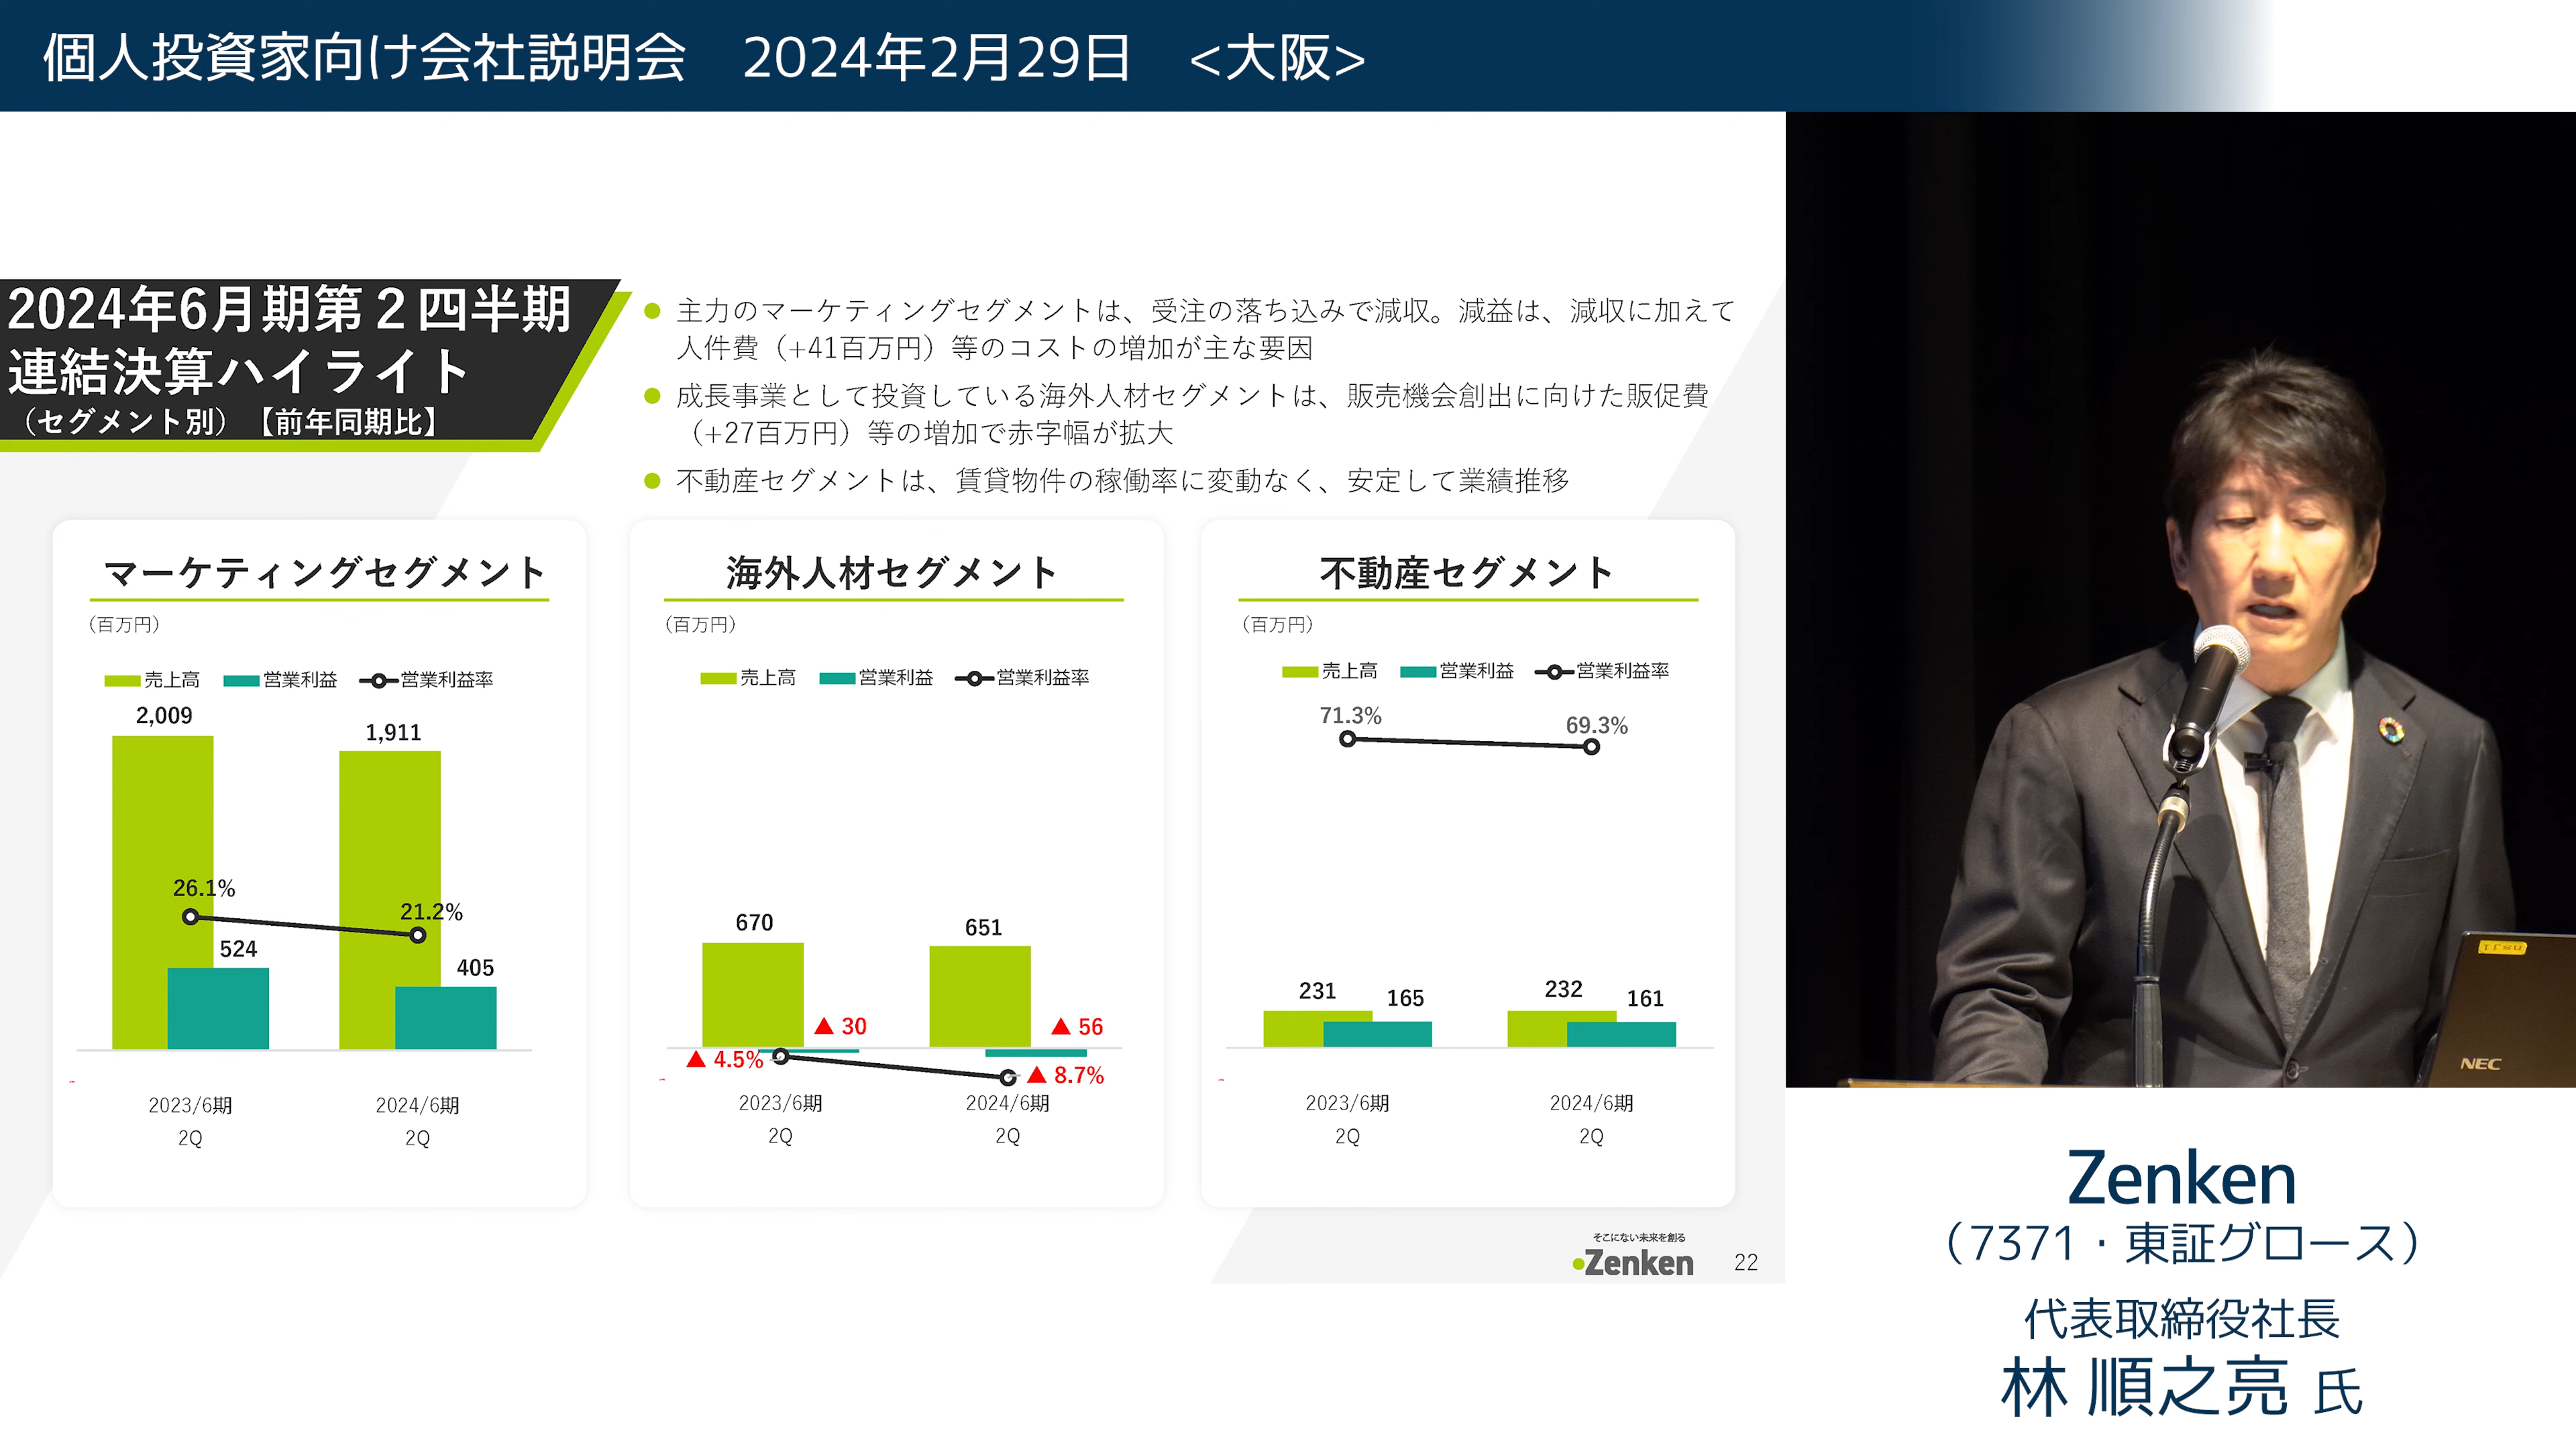 個人投資家向け会社説明会　2024年2月29日　<大阪>
2024年6月期第２四半期
連結決算ハイライト
（セグメント別）【前年同期比】
● 主力のマーケティングセグメントは、受注の落ち込みで減収。減益は、減収に加えて
人件費（+41百万円）等のコストの増加が主な要因
● 成長事業として投資している海外人材セグメントは、販売機会創出に向けた販促費
（+27百万円）等の増加で赤字幅が拡大
● 不動産セグメントは、賃貸物件の稼働率に変動なく、安定して業績推移
マーケティングセグメント
（百万円）
売上高 営業利益 営業利益率
2,009
1,911
26.1%
21.2%
524
405
2023/6期
2Q
2024/6期
2Q
海外人材セグメント
（百万円）
売上高 営業利益 営業利益率
670
651
▲ 30
▲ 56
▲ 4.5%
▲ 8.7%
2023/6期
2Q
2024/6期
2Q
不動産セグメント
（百万円）
売上高 営業利益 営業利益率
71.3%
69.3%
231
165
232
161
2023/6期
2Q
2024/6期
2Q
そこにない未来を創る
Zenken
22
NEC
Zenken
（7371・東証グロース）
代表取締役社長
林 順之亮 氏